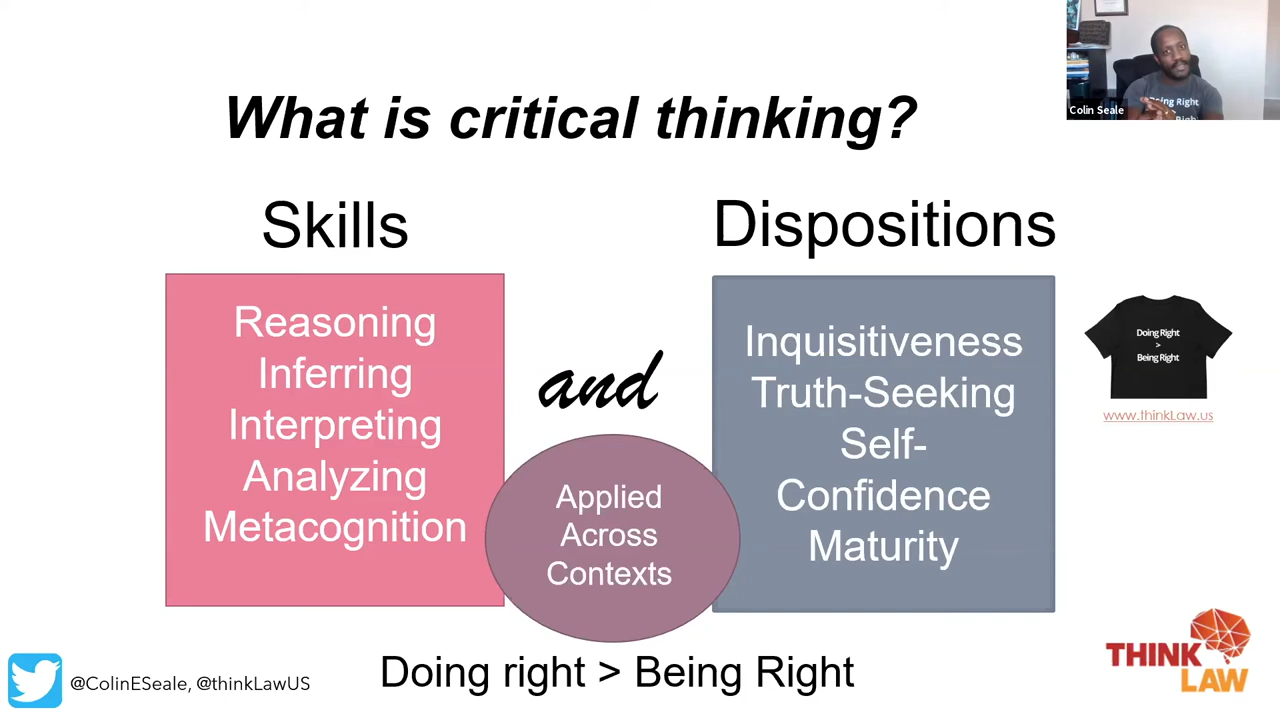 What is critical thinking?
Colin Seale
Doing Right
Skills
Dispositions
Reasoning
Inferring
Interpreting
Analyzing
Metacognition
and
Applied
Across
Contexts
Inquisitiveness
Truth-Seeking
Self-
Confidence
Maturity
Doing Right
>
Being Right
www.thinkLaw.us
Doing right > Being Right
@ColinESeale, @thinkLawUS
THINK
LAW